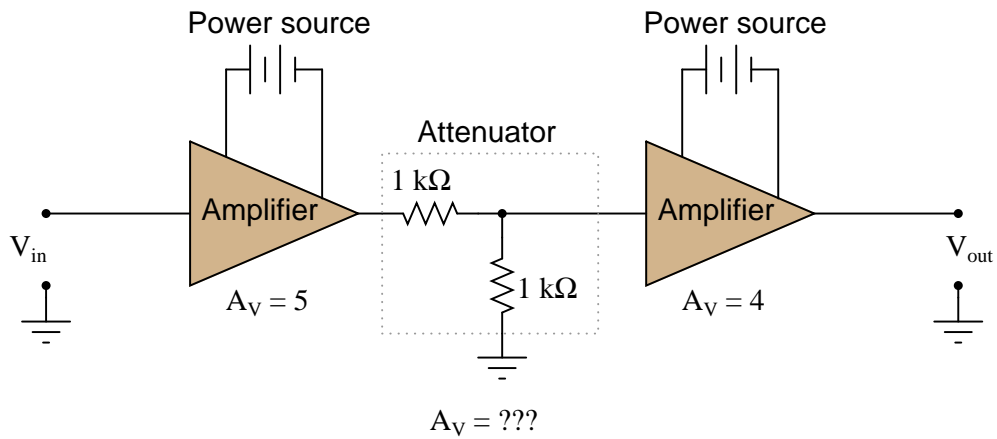 Power source
Power source
Attenuator
1 kΩ
Amplifier
Amplifier
V_in
V_out
1 kΩ
A_V = 5
A_V = 4
A_V = ???